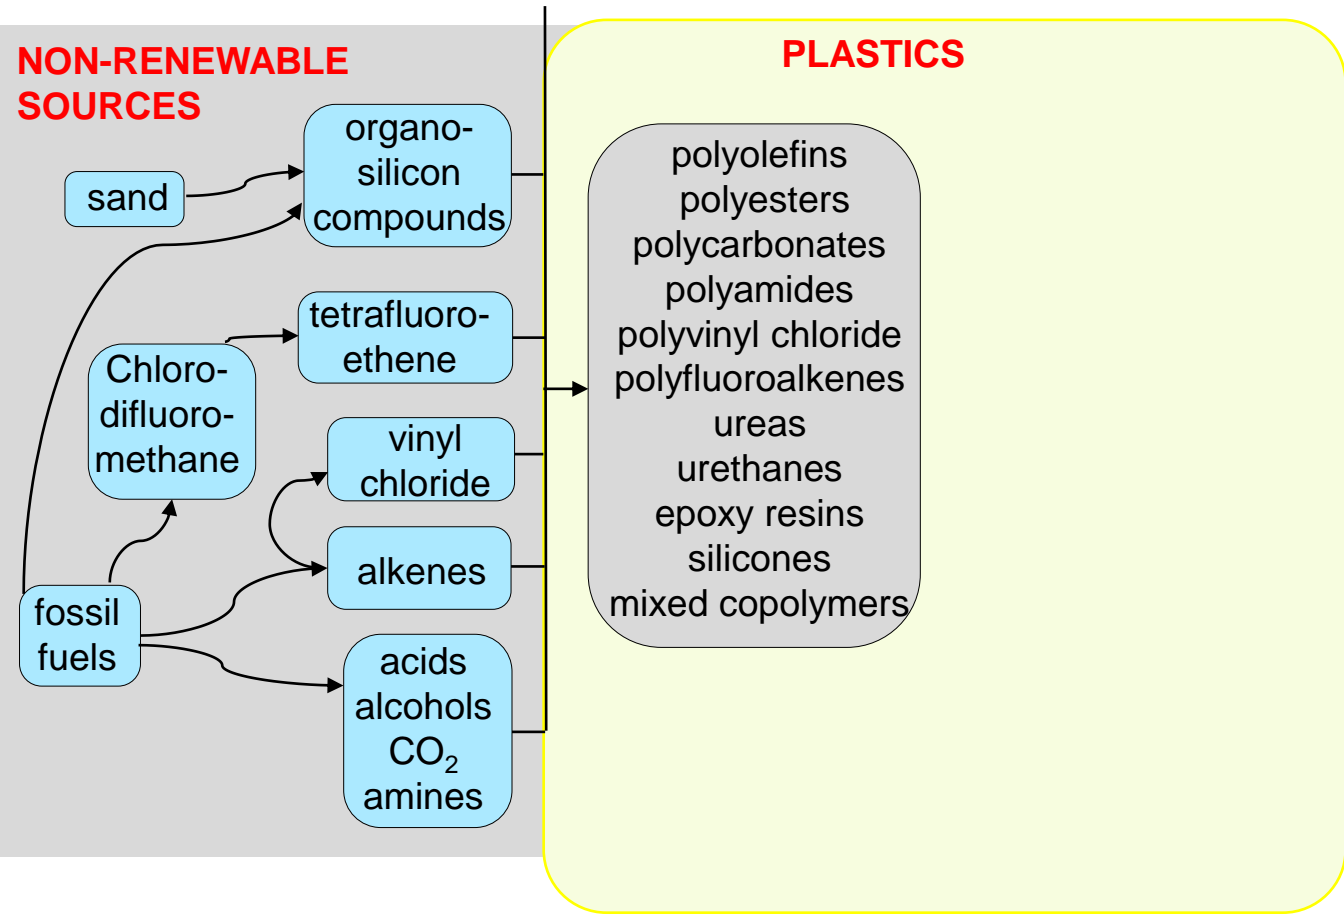 NON-RENEWABLE
SOURCES
PLASTICS
organo-
silicon
compounds
sand
tetrafluoro-
ethene
Chloro-
difluoro-
methane
vinyl
chloride
alkenes
fossil
fuels
acids
alcohols
CO₂
amines
polyolefins
polyesters
polycarbonates
polyamides
polyvinyl chloride
polyfluoroalkenes
ureas
urethanes
epoxy resins
silicones
mixed copolymers